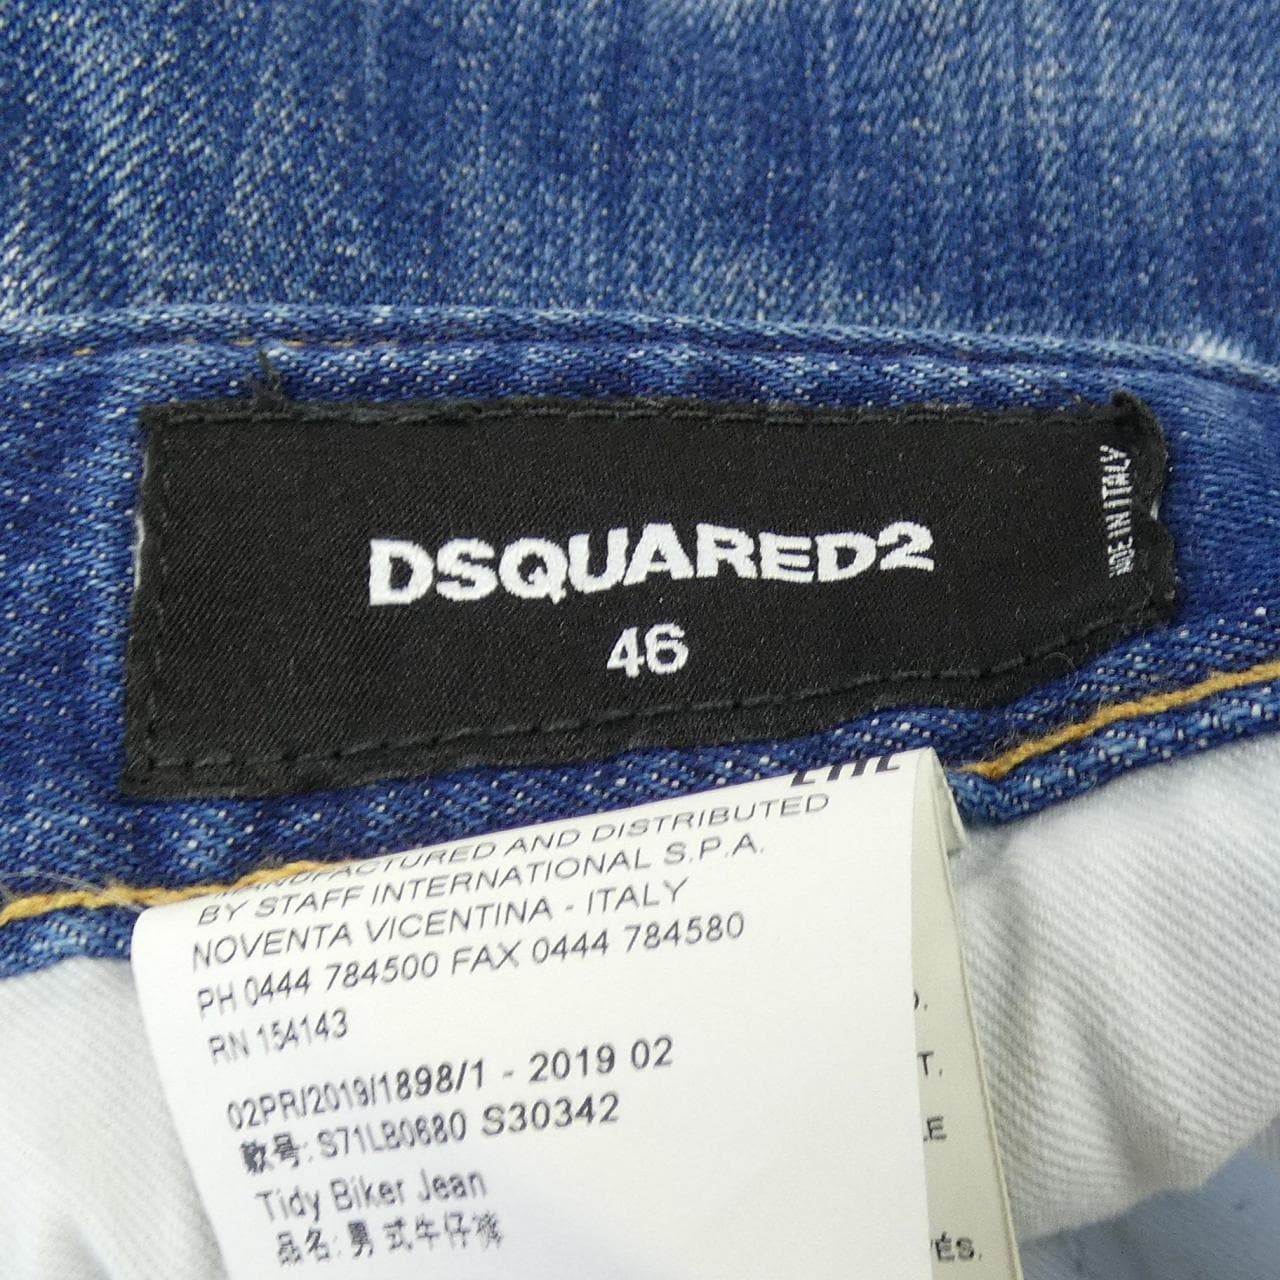 DSQUARED2
46
MADE IN ITALY
EAC
MANUFACTURED AND DISTRIBUTED
BY STAFF INTERNATIONAL S.P.A.
NOVENTA VICENTINA - ITALY
PH 0444 784500 FAX 0444 784580
RN 154143
02PR/2019/1898/1 - 2019 02
款号: S71LB0680 S30342
Tidy Biker Jean
品名: 男式牛仔裤